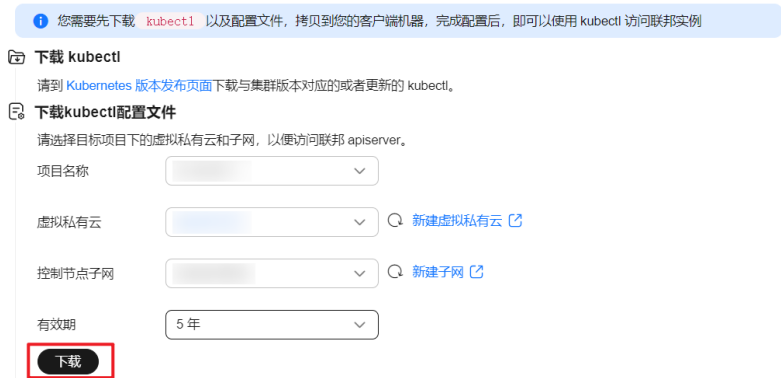 您需要先下载 kubectl 以及配置文件，拷贝到您的客户端机器，完成配置后，即可以使用 kubectl 访问联邦实例
下载 kubectl
请到 Kubernetes 版本发布页面下载与集群版本对应的或者更新的 kubectl。
下载kubectl配置文件
请选择目标项目下的虚拟私有云和子网，以便访问联邦 apiserver。
项目名称
虚拟私有云 新建虚拟私有云
控制节点子网 新建子网
有效期 5 年
下载